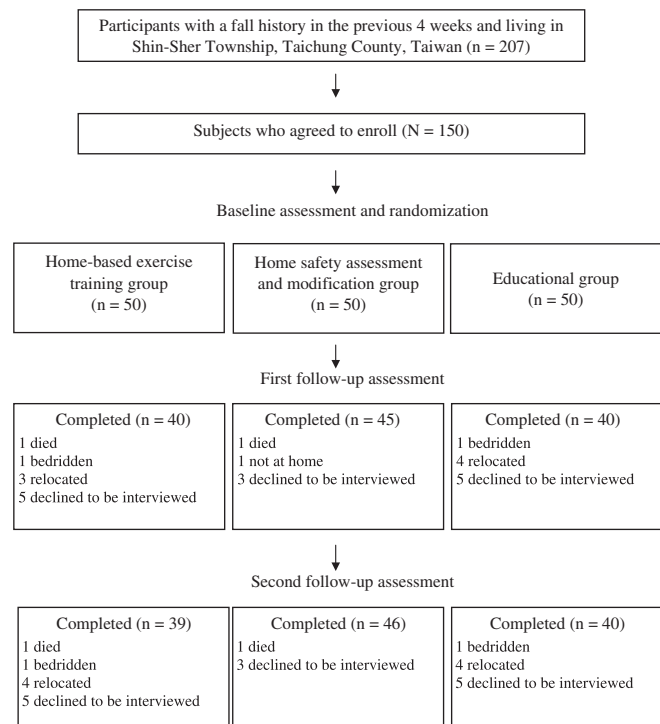 Participants with a fall history in the previous 4 weeks and living in
Shin-Sher Township, Taichung County, Taiwan (n = 207)
Subjects who agreed to enroll (N = 150)
Baseline assessment and randomization
Home-based exercise
training group
(n = 50)
Home safety assessment
and modification group
(n = 50)
Educational group
(n = 50)
First follow-up assessment
Completed (n = 40)
1 died
1 bedridden
3 relocated
5 declined to be interviewed
Completed (n = 45)
1 died
1 not at home
3 declined to be interviewed
Completed (n = 40)
1 bedridden
4 relocated
5 declined to be interviewed
Second follow-up assessment
Completed (n = 39)
1 died
1 bedridden
4 relocated
5 declined to be interviewed
Completed (n = 46)
1 died
3 declined to be interviewed
Completed (n = 40)
1 bedridden
4 relocated
5 declined to be interviewed